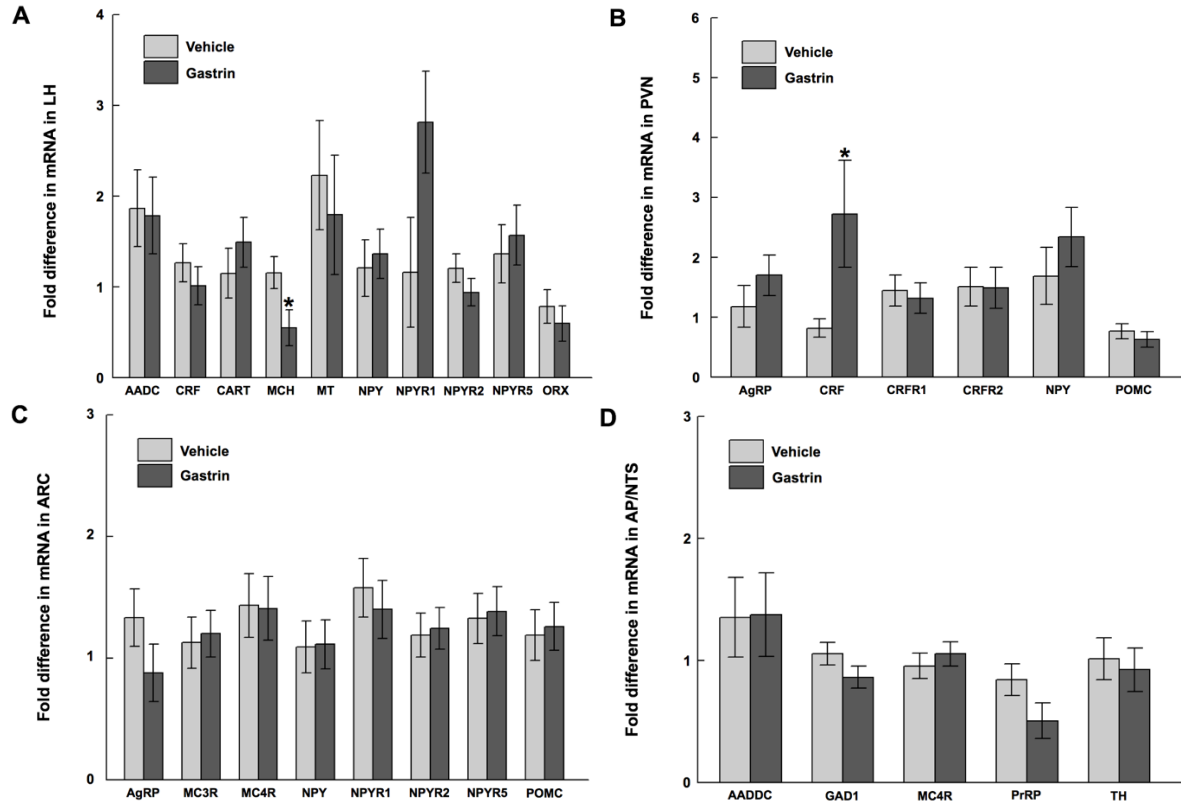 A
Fold difference in mRNA in LH
4
3
2
1
0
Vehicle
Gastrin
*
AADC CRF CART MCH MT NPY NPYR1 NPYR2 NPYR5 ORX
B
Fold difference in mRNA in PVN
6
5
4
3
2
1
0
Vehicle
Gastrin
*
AgRP CRF CRFR1 CRFR2 NPY POMC
C
Fold difference in mRNA in ARC
3
2
1
0
Vehicle
Gastrin
AgRP MC3R MC4R NPY NPYR1 NPYR2 NPYR5 POMC
D
Fold difference in mRNA in AP/NTS
3
2
1
0
Vehicle
Gastrin
AADDC GAD1 MC4R PrRP TH